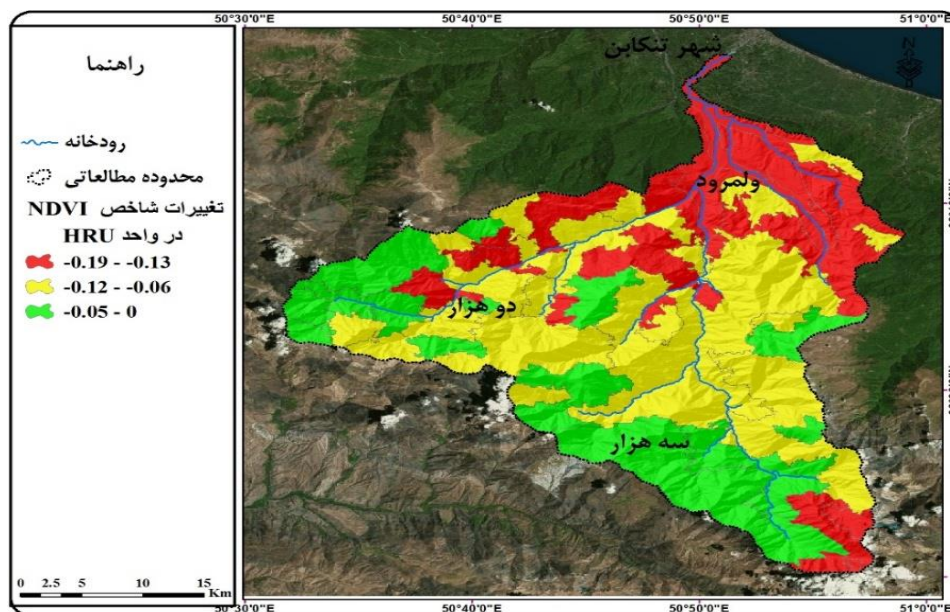 50°30'0"E 50°40'0"E 50°50'0"E 51°0'0"E
راهنما
رودخانه
محدوده مطالعاتی
تغییرات شاخص NDVI
در واحد HRU
-0.19 - -0.13
-0.12 - -0.06
-0.05 - 0
شهر تنکابن
ولمرود
دو هزار
سه هزار
N
0 2.5 5 10 15
Km
50°30'0"E 50°40'0"E 50°50'0"E 51°0'0"E